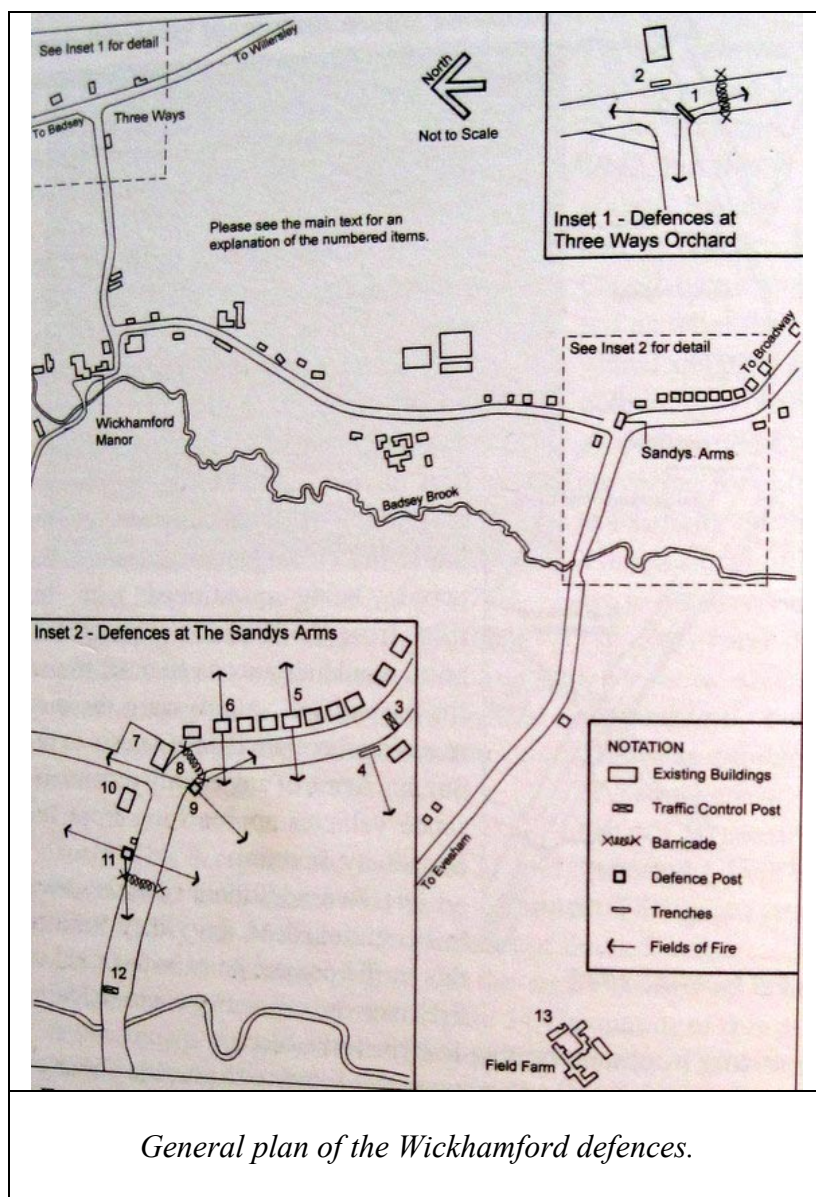 See Inset 1 for detail
To Willersley
To Badsey
Three Ways
North
Not to Scale
2
1
Inset 1 - Defences at
Three Ways Orchard
Please see the main text for an
explanation of the numbered items.
See Inset 2 for detail
To Broadway
Wickhamford
Manor
Sandys Arms
Badsey Brook
Inset 2 - Defences at The Sandys Arms
6
5
3
7
8
4
10
9
11
12
To Evesham
NOTATION
Existing Buildings
Traffic Control Post
Barricade
Defence Post
Trenches
Fields of Fire
13
Field Farm
General plan of the Wickhamford defences.